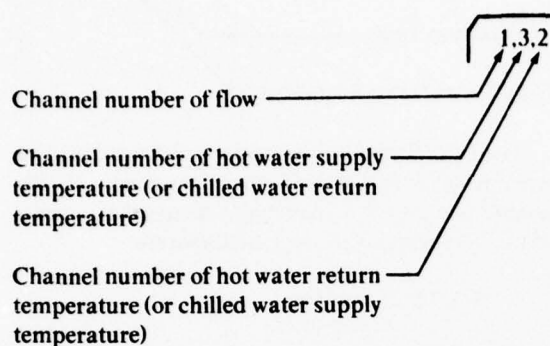 1,3,2
Channel number of flow
Channel number of hot water supply
temperature (or chilled water return
temperature)
Channel number of hot water return
temperature (or chilled water supply
temperature)